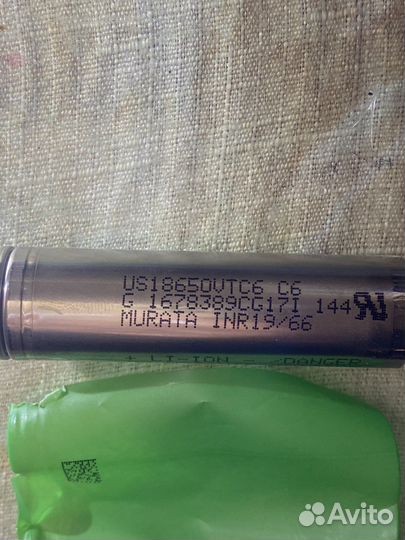 US18650VTC6 C6
G 1678389CG17I 144
MURATA INR19/66
+ LI-ION - DANGER
Avito